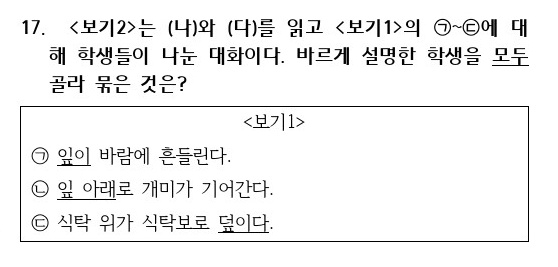 17. <보기2>는 (나)와 (다)를 읽고 <보기1>의 ㉠~㉢에 대
해 학생들이 나눈 대화이다. 바르게 설명한 학생을 모두
골라 묶은 것은?
<보기1>
㉠ 잎이 바람에 흔들린다.
㉡ 잎 아래로 개미가 기어간다.
㉢ 식탁 위가 식탁보로 덮이다.